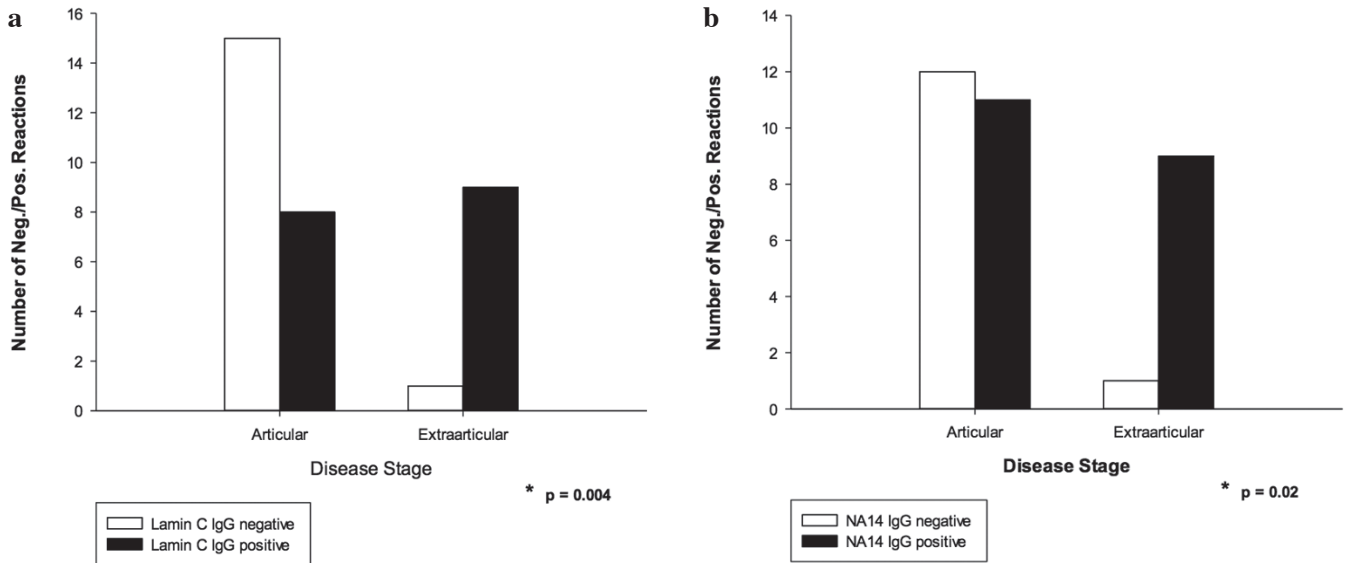 a
Number of Neg./Pos. Reactions
16
14
12
10
8
6
4
2
0
Articular
Extraarticular
Disease Stage
* p = 0.004
Lamin C IgG negative
Lamin C IgG positive
b
Number of Neg./Pos. Reactions
14
12
10
8
6
4
2
0
Articular
Extraarticular
Disease Stage
* p = 0.02
NA14 IgG negative
NA14 IgG positive